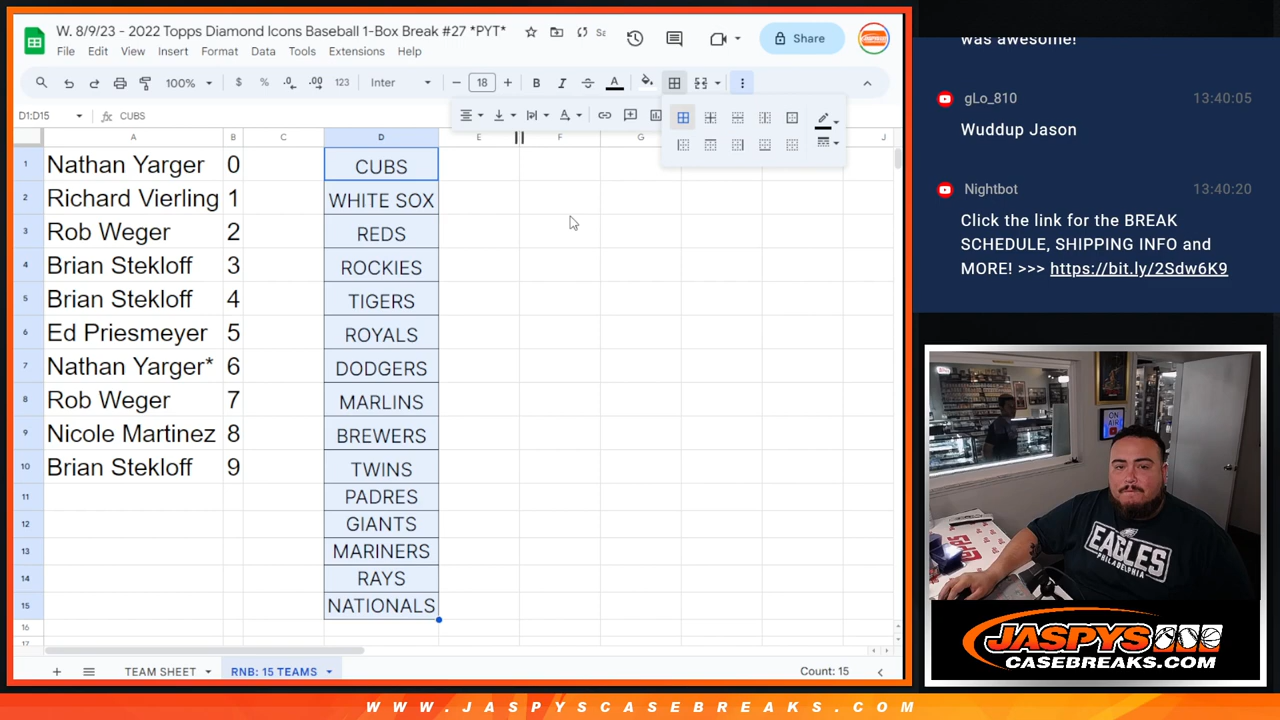 W. 8/9/23 - 2022 Topps Diamond Icons Baseball 1-Box Break #27 *PYT*
Sa
Share
File Edit View Insert Format Data Tools Extensions Help
100% $ % .0 .00 123 Inter 18 B I S A
D1:D15 fx CUBS
A B C D E F G J
1 Nathan Yarger 0 CUBS
2 Richard Vierling 1 WHITE SOX
3 Rob Weger 2 REDS
4 Brian Stekloff 3 ROCKIES
5 Brian Stekloff 4 TIGERS
6 Ed Priesmeyer 5 ROYALS
7 Nathan Yarger* 6 DODGERS
8 Rob Weger 7 MARLINS
9 Nicole Martinez 8 BREWERS
10 Brian Stekloff 9 TWINS
11 PADRES
12 GIANTS
13 MARINERS
14 RAYS
15 NATIONALS
16
17
TEAM SHEET RNB: 15 TEAMS Count: 15
was awesome!
gLo_810 13:40:05
Wuddup Jason
Nightbot 13:40:20
Click the link for the BREAK
SCHEDULE, SHIPPING INFO and
MORE! >>> https://bit.ly/2Sdw6K9
ON
AIR
JASPYS
EAGLES
PHILADELPHIA
JASPYS
CASEBREAKS.COM
WWW.JASPYSCASEBREAKS.COM